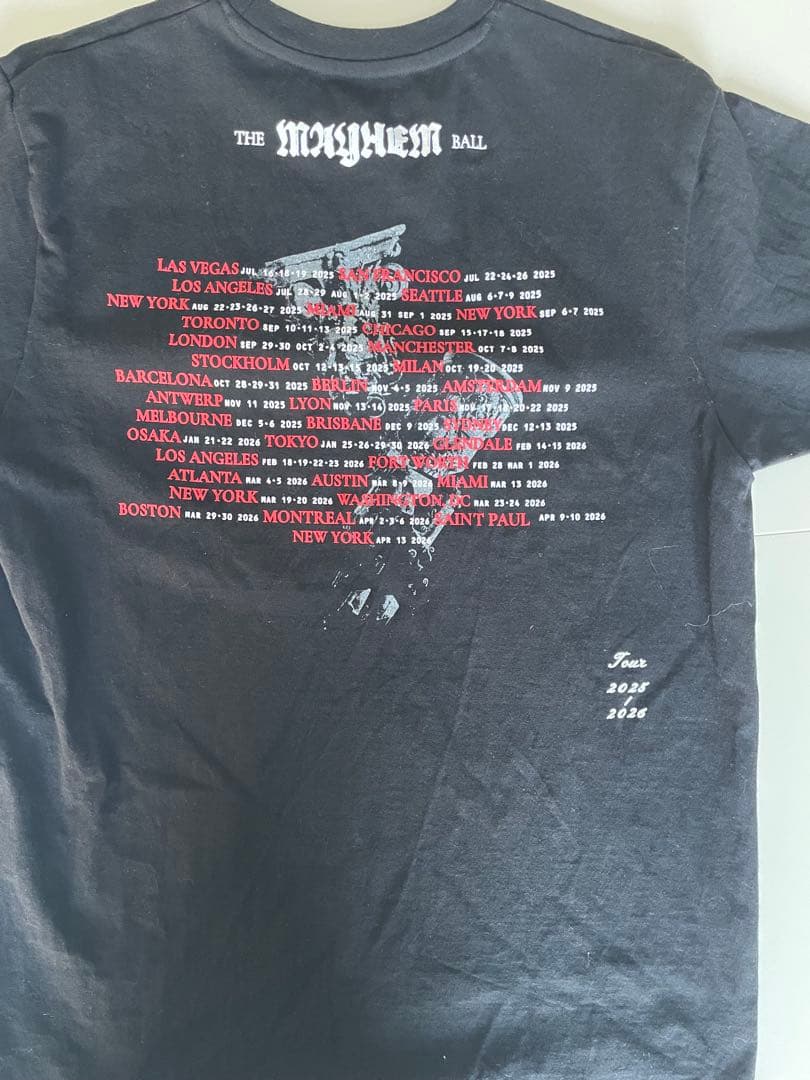 THE MAYHEM BALL
LAS VEGAS JUL 16•18•19 2025 SAN FRANCISCO JUL 22•24•26 2025
LOS ANGELES JUL 28•29 AUG 1•2 2025 SEATTLE AUG 6•7•9 2025
NEW YORK AUG 22•23•26•27 2025 MIAMI AUG 31 SEP 1 2025 NEW YORK SEP 6•7 2025
TORONTO SEP 10•11•13 2025 CHICAGO SEP 15•17•18 2025
LONDON SEP 29•30 OCT 2•4 2025 MANCHESTER OCT 7•8 2025
STOCKHOLM OCT 12•13•15 2025 MILAN OCT 19•20 2025
BARCELONA OCT 28•29•31 2025 BERLIN NOV 4•5 2025 AMSTERDAM NOV 9 2025
ANTWERP NOV 11 2025 LYON NOV 13•14 2025 PARIS NOV 17•18•20•22 2025
MELBOURNE DEC 5•6 2025 BRISBANE DEC 9 2025 SYDNEY DEC 12•13 2025
OSAKA JAN 21•22 2026 TOKYO JAN 25•26•29•30 2026 GLENDALE FEB 14•15 2026
LOS ANGELES FEB 18•19•22•23 2026 FORT WORTH FEB 28 MAR 1 2026
ATLANTA MAR 4•5 2026 AUSTIN MAR 8•9 2026 MIAMI MAR 13 2026
NEW YORK MAR 19•20 2026 WASHINGTON, DC MAR 23•24 2026
BOSTON MAR 29•30 2026 MONTREAL APR 2•3•6 2026 SAINT PAUL APR 9•10 2026
NEW YORK APR 13 2026
Tour
2025
/
2026